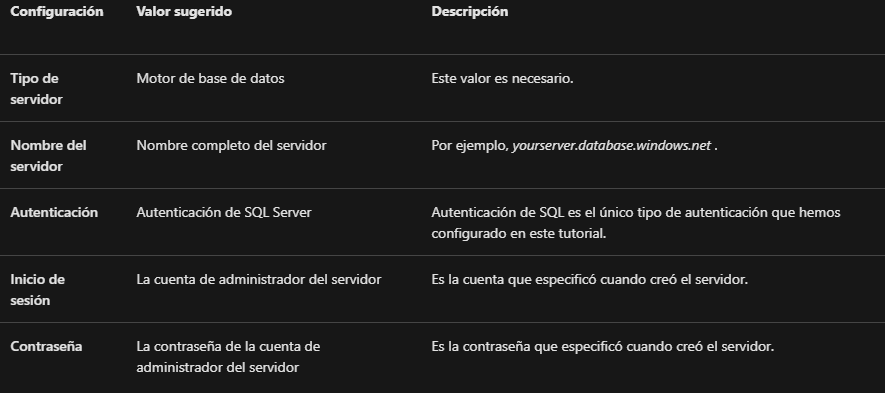 Configuración Valor sugerido Descripción
Tipo de servidor Motor de base de datos Este valor es necesario.
Nombre del servidor Nombre completo del servidor Por ejemplo, yourserver.database.windows.net .
Autenticación Autenticación de SQL Server Autenticación de SQL es el único tipo de autenticación que hemos configurado en este tutorial.
Inicio de sesión La cuenta de administrador del servidor Es la cuenta que especificó cuando creó el servidor.
Contraseña La contraseña de la cuenta de administrador del servidor Es la contraseña que especificó cuando creó el servidor.